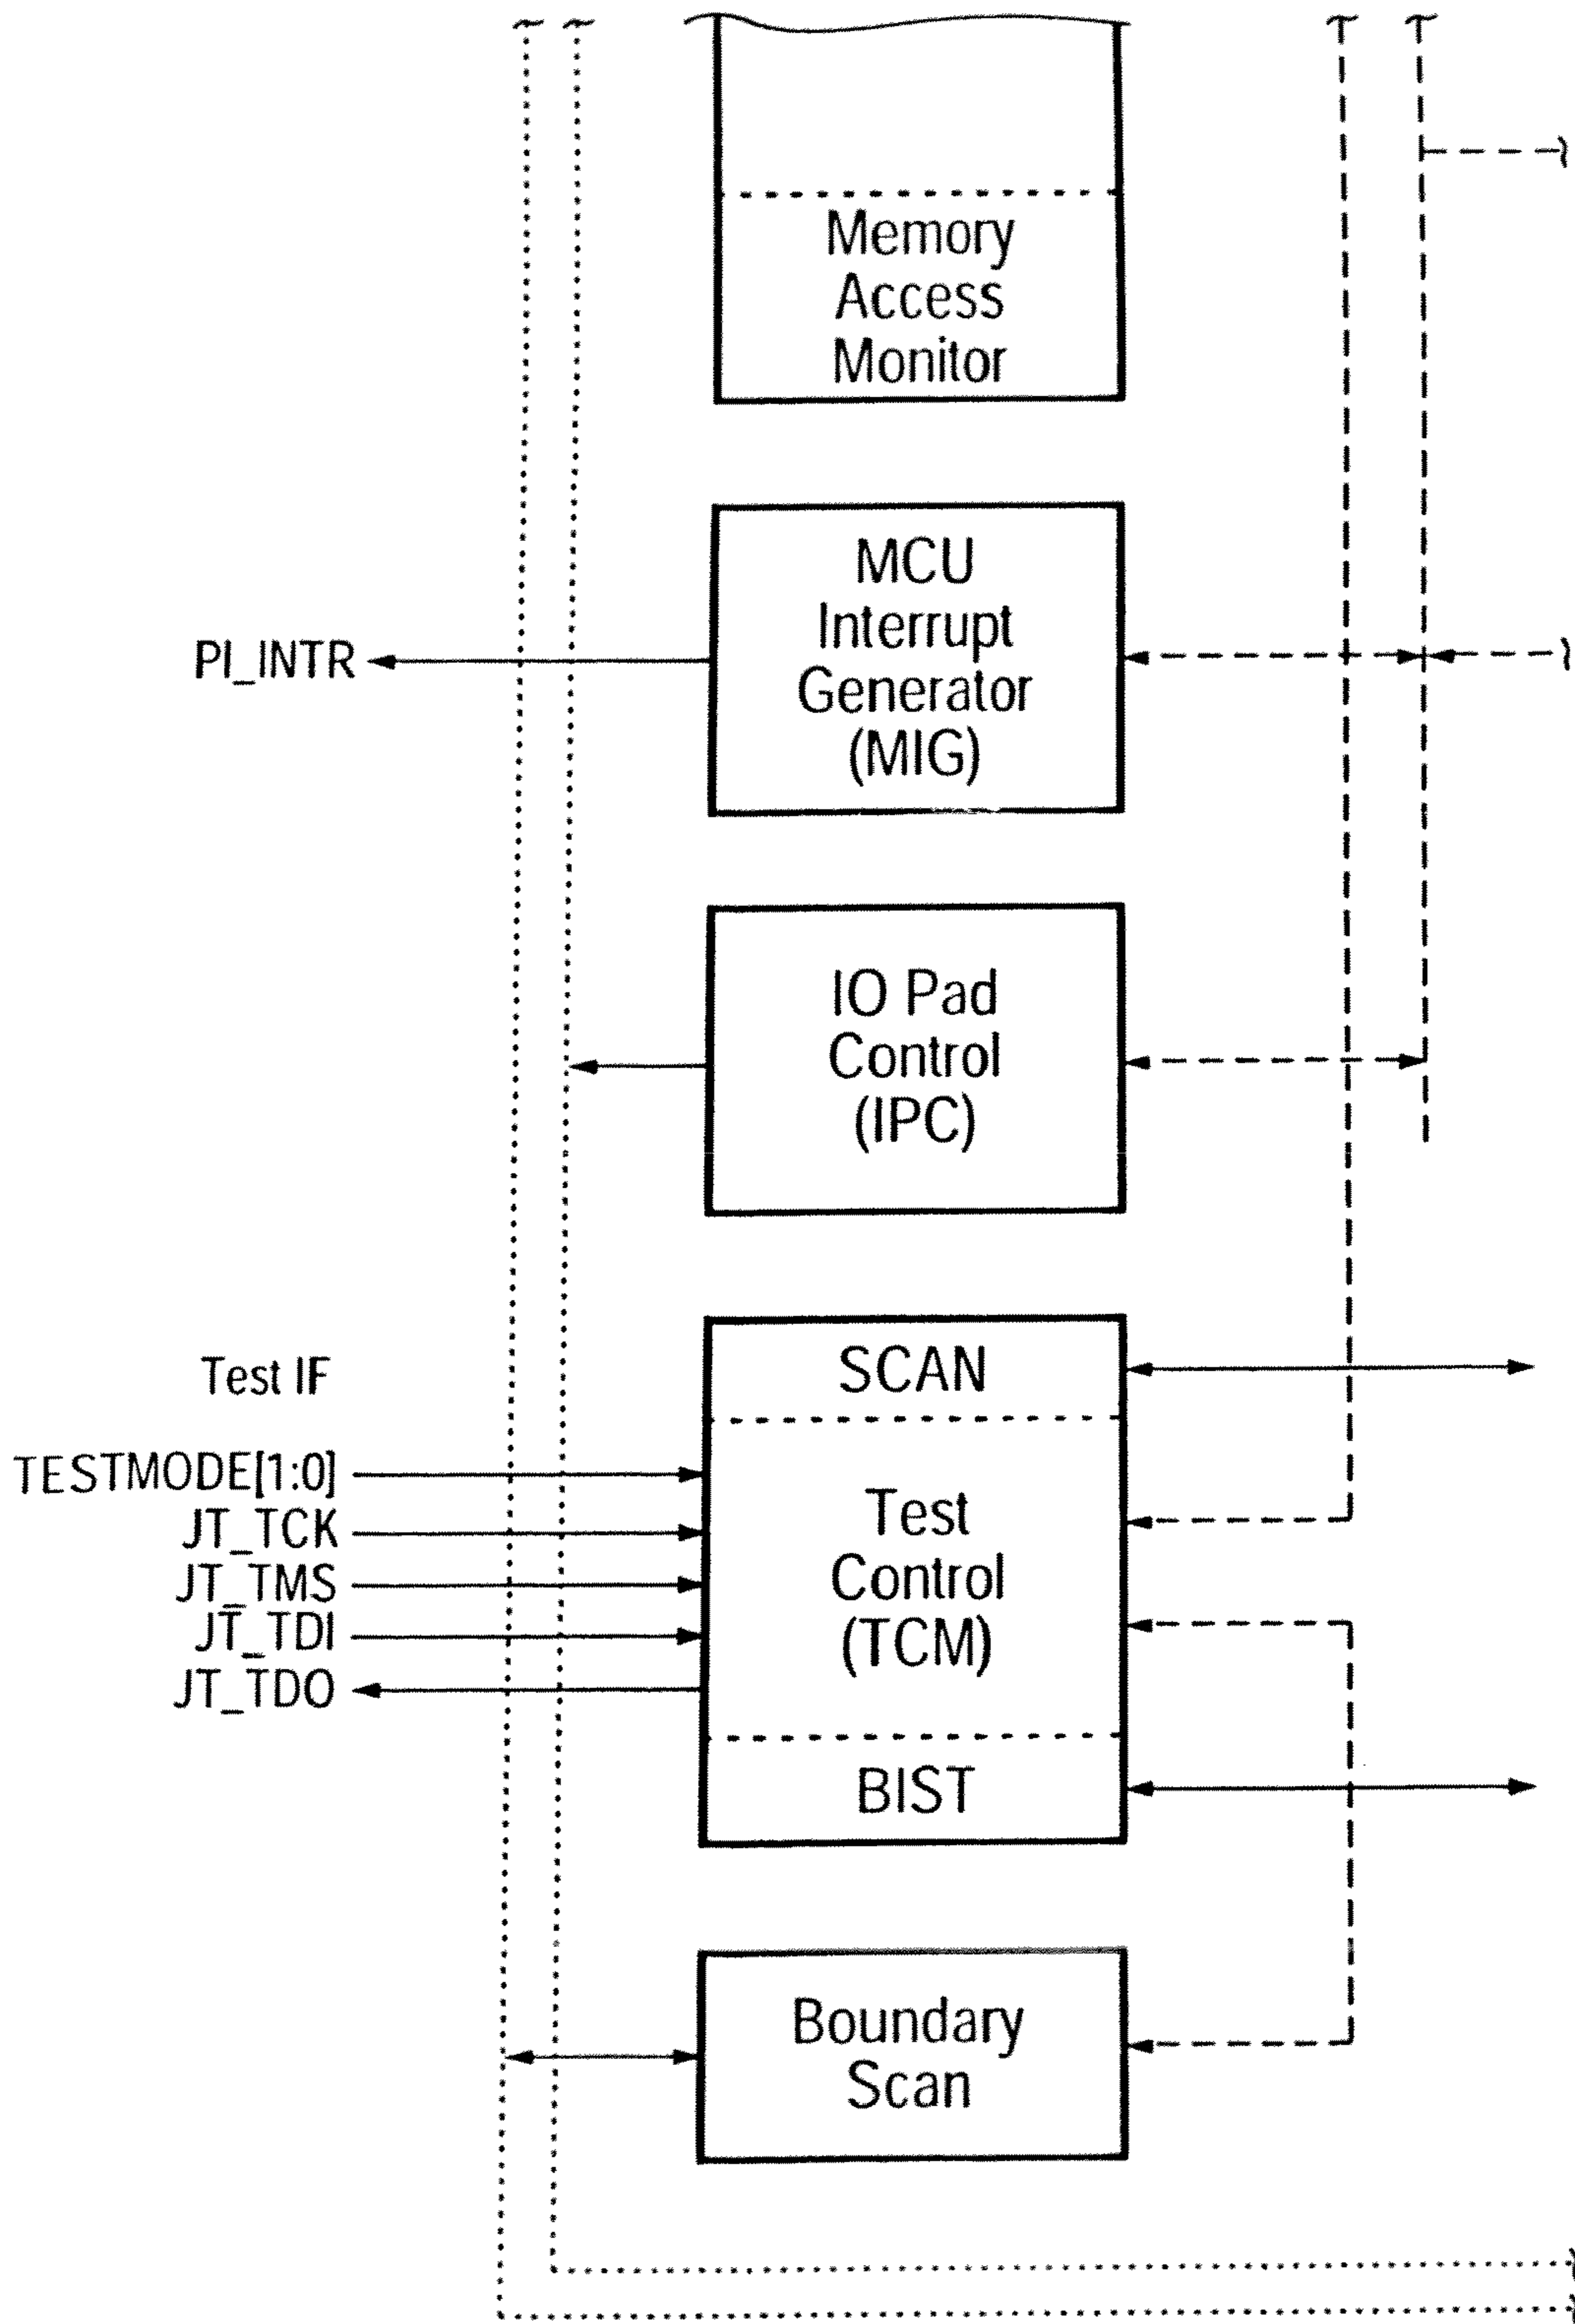 Memory
Access
Monitor
MCU
Interrupt
Generator
(MIG)
PI_INTR
IO Pad
Control
(IPC)
Test IF
TESTMODE[1:0]
JT_TCK
JT_TMS
JT_TDI
JT_TDO
SCAN
Test
Control
(TCM)
BIST
Boundary
Scan